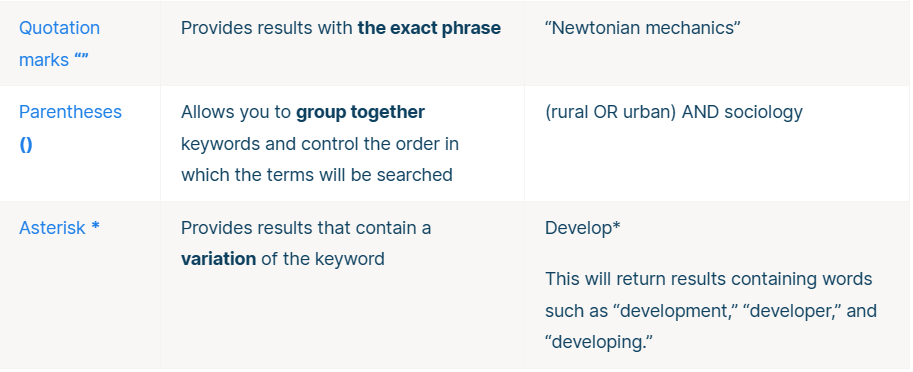 Quotation
marks “”
Provides results with the exact phrase
“Newtonian mechanics”
Parentheses
()
Allows you to group together
keywords and control the order in
which the terms will be searched
(rural OR urban) AND sociology
Asterisk *
Provides results that contain a
variation of the keyword
Develop*
This will return results containing words
such as “development,” “developer,” and
“developing.”